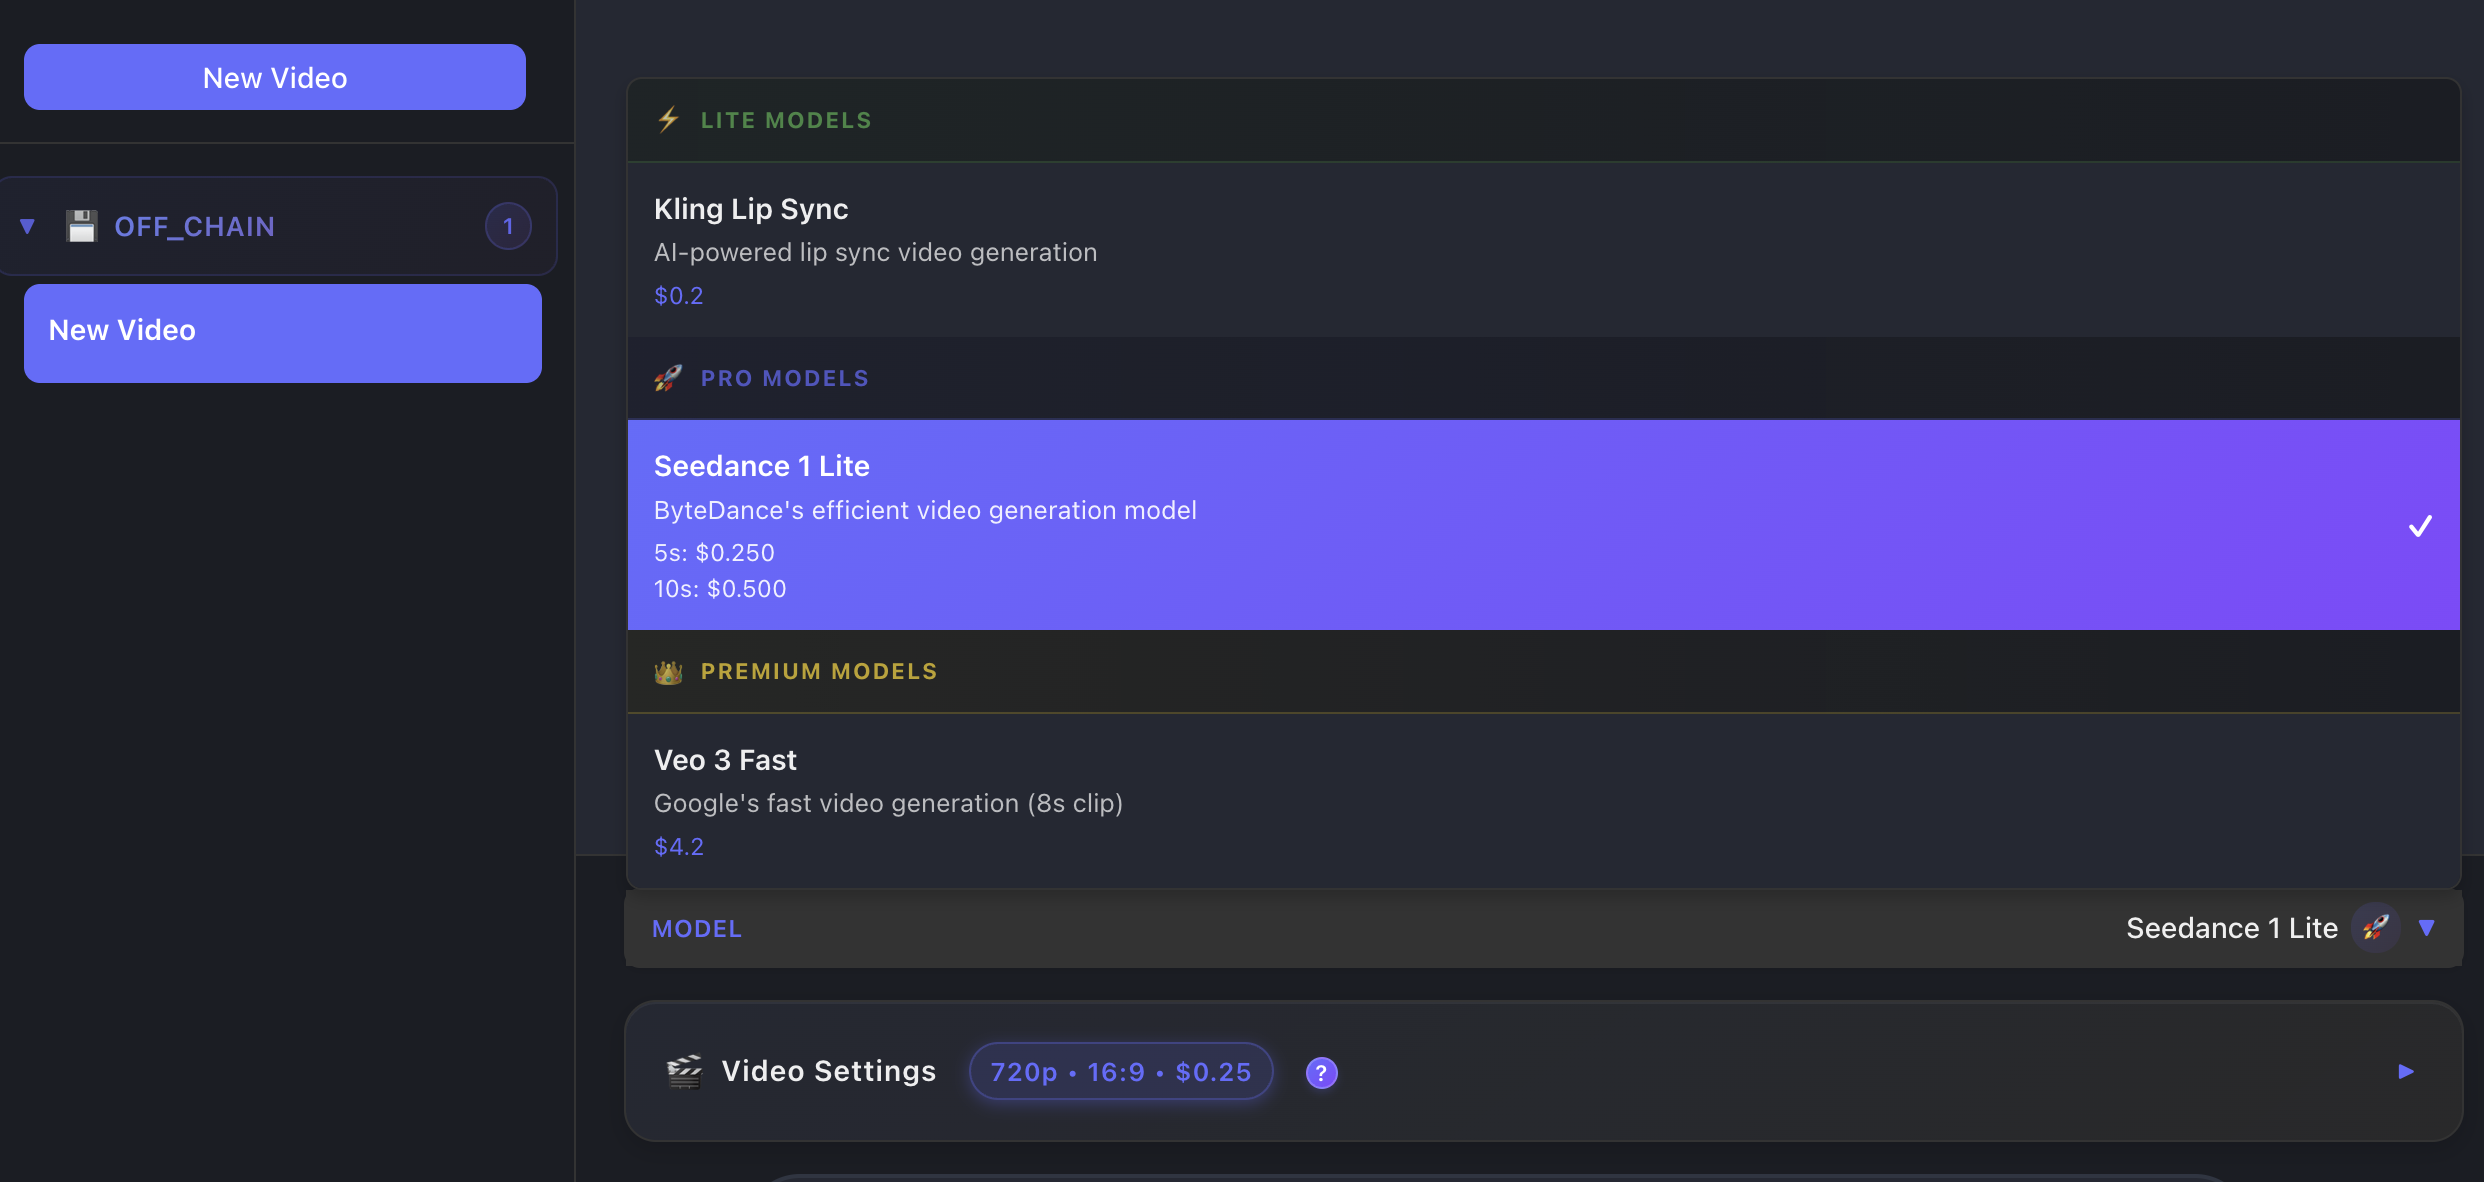 New Video
▼ 💾 OFF_CHAIN 1
New Video
⚡ LITE MODELS
Kling Lip Sync
AI-powered lip sync video generation
$0.2
🚀 PRO MODELS
Seedance 1 Lite
ByteDance's efficient video generation model
5s: $0.250
10s: $0.500
👑 PREMIUM MODELS
Veo 3 Fast
Google's fast video generation (8s clip)
$4.2
MODEL
Seedance 1 Lite 🚀 ▼
🎬 Video Settings 720p • 16:9 • $0.25 ? ▶